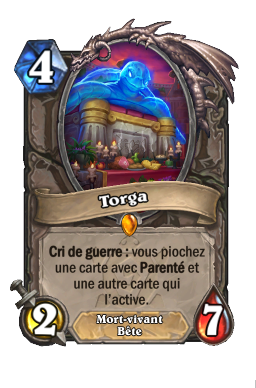 4
Torga
Cri de guerre : vous piochez
une carte avec Parenté et
une autre carte qui
l'active.
2
Mort-vivant
Bête
7